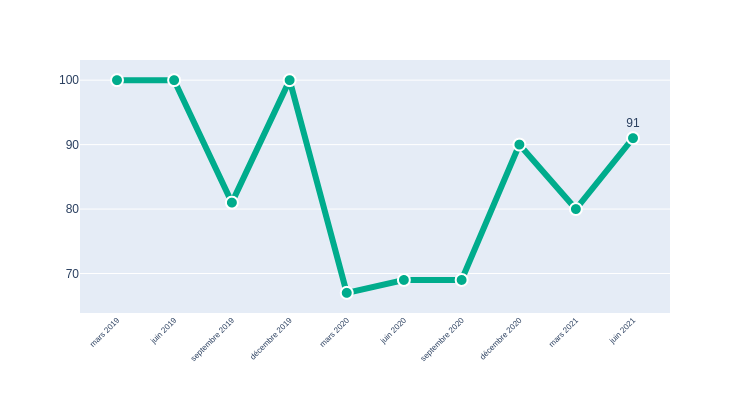 100
90
80
70
91
mars 2019
juin 2019
septembre 2019
décembre 2019
mars 2020
juin 2020
septembre 2020
décembre 2020
mars 2021
juin 2021